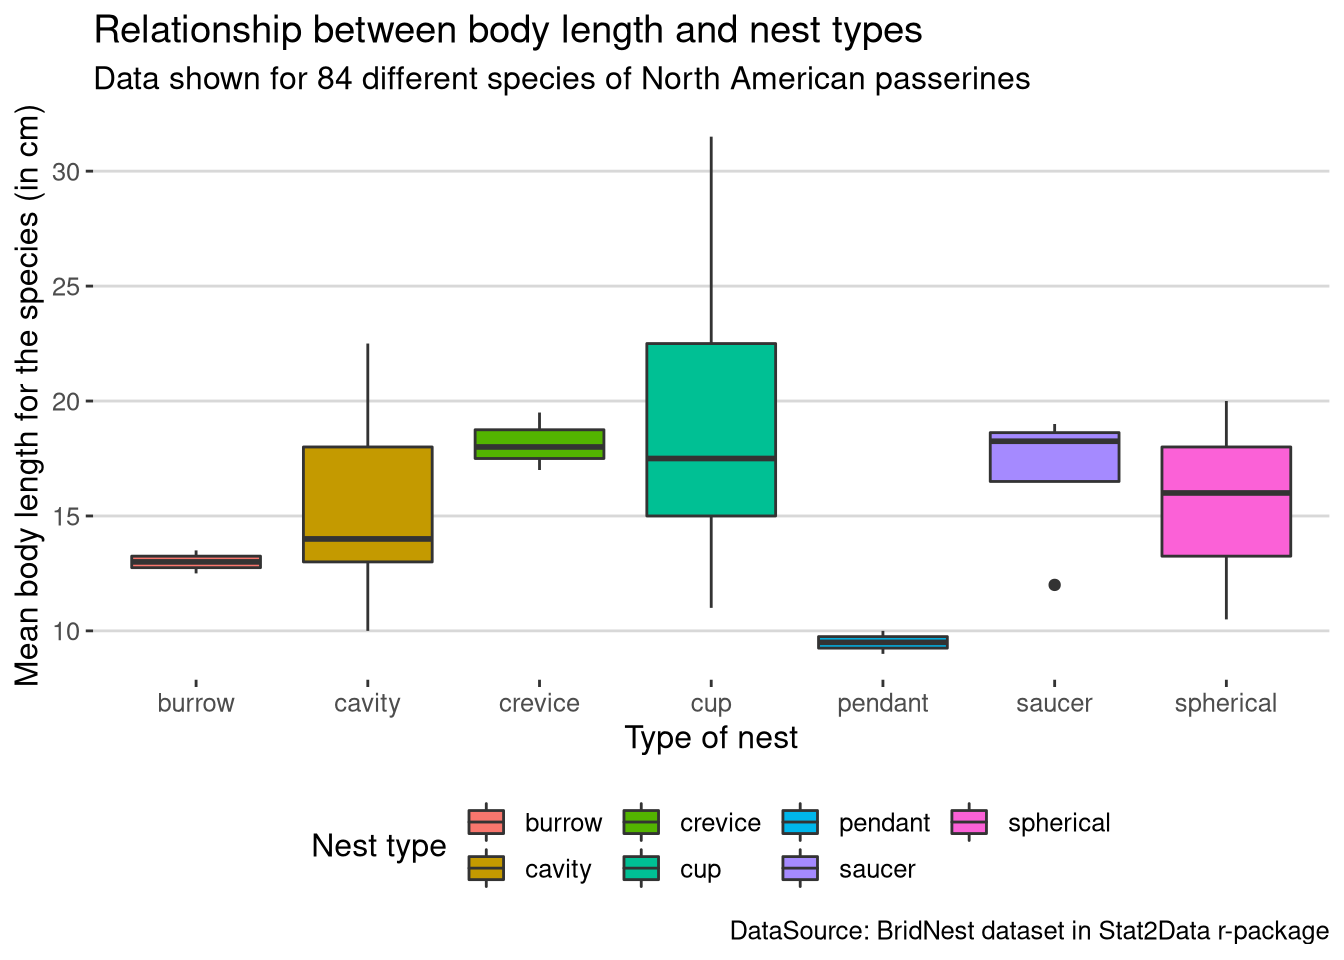 Relationship between body length and nest types
Data shown for 84 different species of North American passerines
Mean body length for the species (in cm)
30
25
20
15
10
burrow cavity crevice cup pendant saucer spherical
Type of nest
Nest type
burrow crevice pendant spherical
cavity cup saucer
DataSource: BridNest dataset in Stat2Data r-package